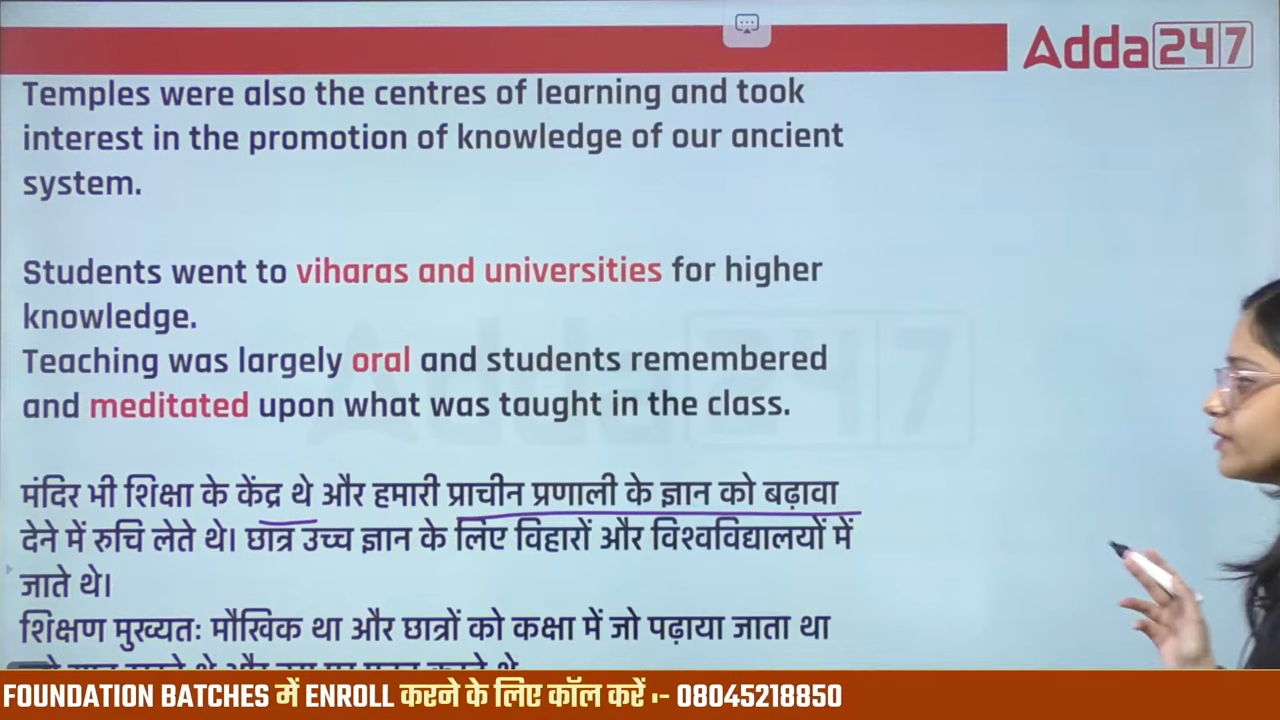 Adda247
Temples were also the centres of learning and took
interest in the promotion of knowledge of our ancient
system.
Students went to viharas and universities for higher
knowledge.
Teaching was largely oral and students remembered
and meditated upon what was taught in the class.
मंदिर भी शिक्षा के केंद्र थे और हमारी प्राचीन प्रणाली के ज्ञान को बढ़ावा
देने में रुचि लेते थे। छात्र उच्च ज्ञान के लिए विहारों और विश्वविद्यालयों में
जाते थे।
शिक्षण मुख्यतः मौखिक था और छात्रों को कक्षा में जो पढ़ाया जाता था
FOUNDATION BATCHES में ENROLL करने के लिए कॉल करें :- 08045218850